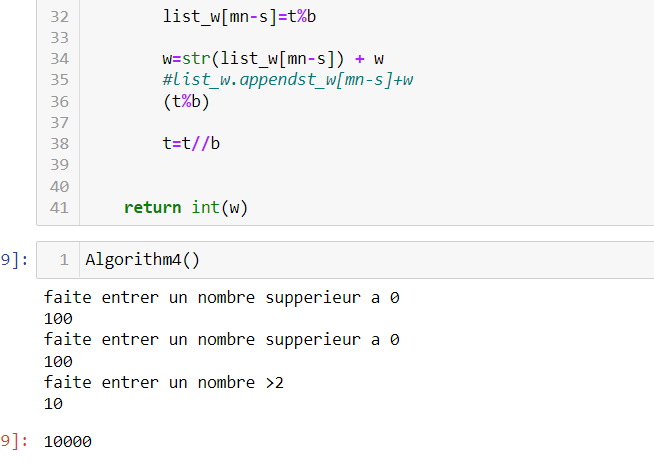 32 list_w[mn-s]=t%b
33
34 w=str(list_w[mn-s]) + w
35 #list_w.appendst_w[mn-s]+w
36 (t%b)
37
38 t=t//b
39
40
41 return int(w)
9]: 1 Algorithm4()
faite entrer un nombre supperieur a 0
100
faite entrer un nombre supperieur a 0
100
faite entrer un nombre >2
10
9]: 10000